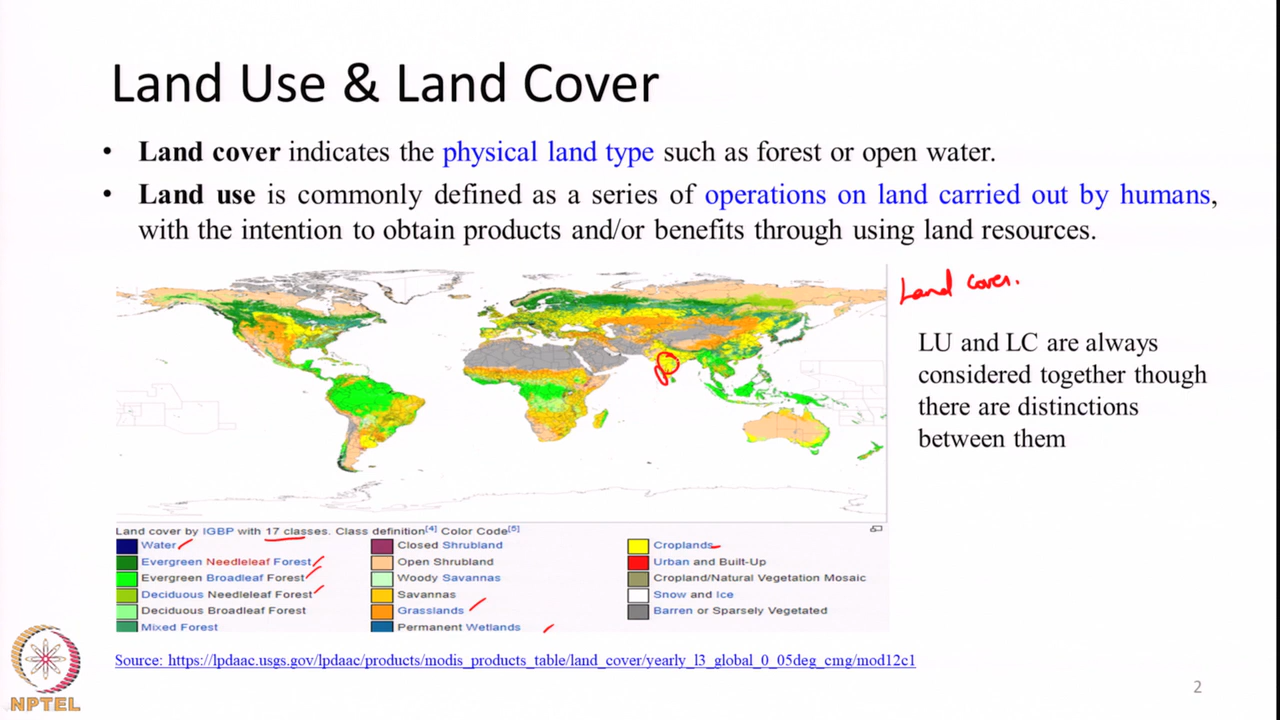 Land Use & Land Cover
• Land cover indicates the physical land type such as forest or open water.
• Land use is commonly defined as a series of operations on land carried out by humans,
with the intention to obtain products and/or benefits through using land resources.
Land cover.
LU and LC are always
considered together though
there are distinctions
between them
Land cover by IGBP with 17 classes. Class definition[4] Color Code[5]
Water
Evergreen Needleleaf Forest
Evergreen Broadleaf Forest
Deciduous Needleleaf Forest
Deciduous Broadleaf Forest
Mixed Forest
Closed Shrubland
Open Shrubland
Woody Savannas
Savannas
Grasslands
Permanent Wetlands
Croplands
Urban and Built-Up
Cropland/Natural Vegetation Mosaic
Snow and Ice
Barren or Sparsely Vegetated
Source: https://lpdaac.usgs.gov/lpdaac/products/modis_products_table/land_cover/yearly_l3_global_0_05deg_cmg/mod12c1
NPTEL
2